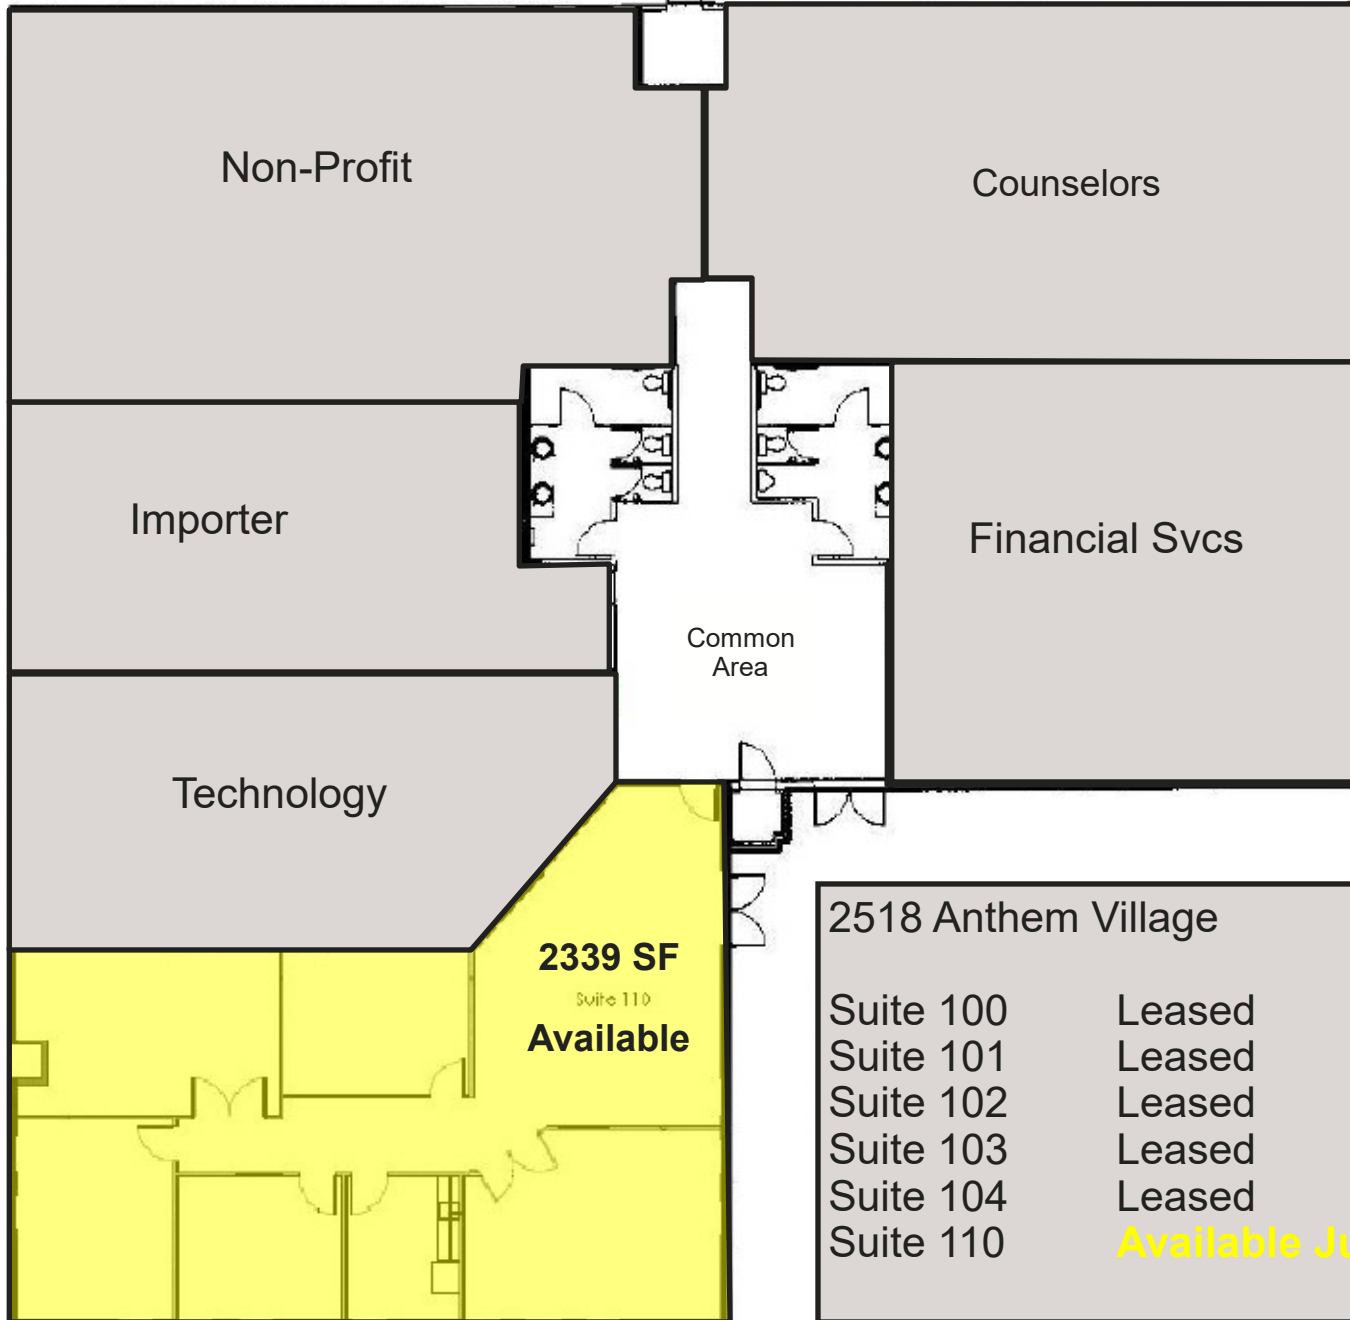 Non-Profit
Counselors
Importer
Financial Svcs
Common
Area
Technology
2339 SF
Suite 110
Available
2518 Anthem Village
Suite 100 Leased
Suite 101 Leased
Suite 102 Leased
Suite 103 Leased
Suite 104 Leased
Suite 110 Available Ju